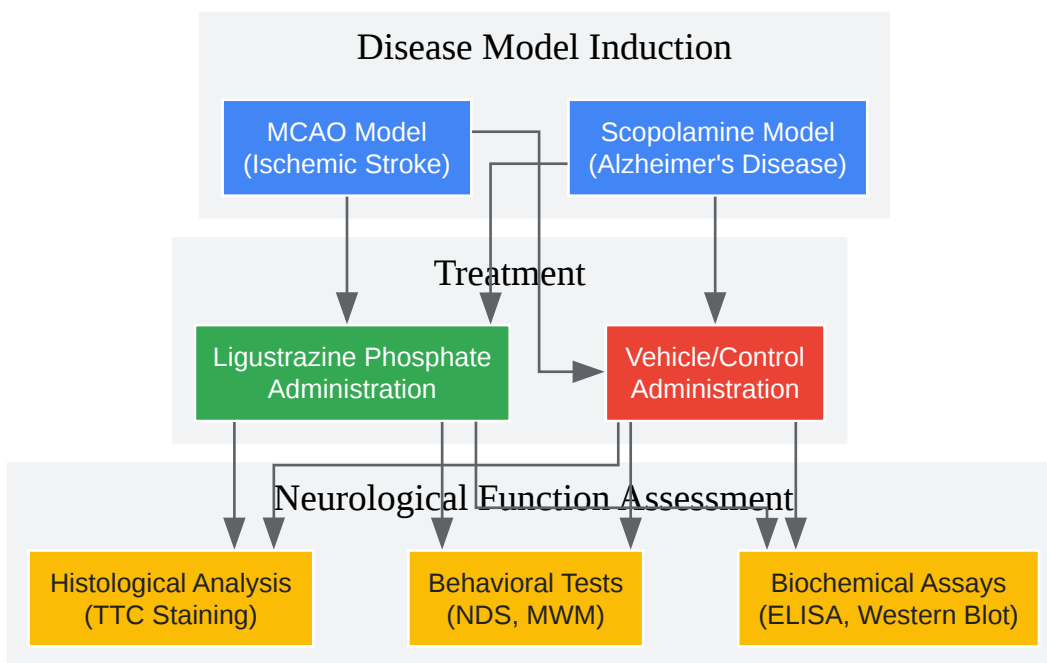 Disease Model Induction
MCAO Model
(Ischemic Stroke)
Scopolamine Model
(Alzheimer's Disease)
Treatment
Ligustrazine Phosphate
Administration
Vehicle/Control
Administration
Neurological Function Assessment
Histological Analysis
(TTC Staining)
Behavioral Tests
(NDS, MWM)
Biochemical Assays
(ELISA, Western Blot)